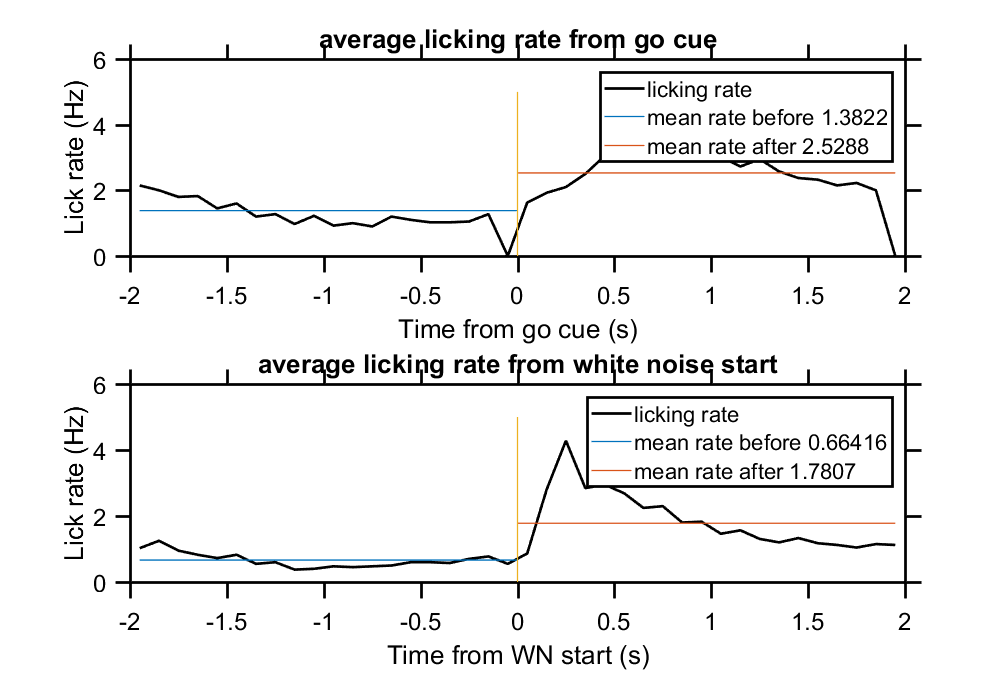 average licking rate from go cue
6
4
2
0
Lick rate (Hz)
licking rate
mean rate before 1.3822
mean rate after 2.5288
-2 -1.5 -1 -0.5 0 0.5 1 1.5 2
Time from go cue (s)
average licking rate from white noise start
6
4
2
0
Lick rate (Hz)
licking rate
mean rate before 0.66416
mean rate after 1.7807
-2 -1.5 -1 -0.5 0 0.5 1 1.5 2
Time from WN start (s)